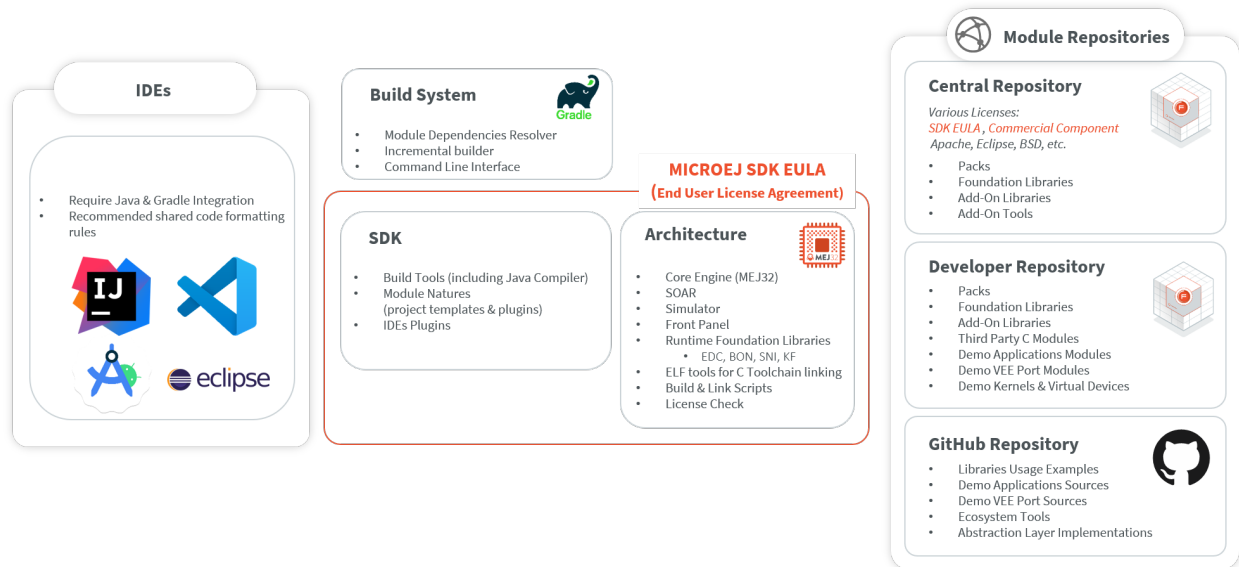 IDEs
• Require Java & Gradle Integration
• Recommended shared code formatting
rules
IJ
eclipse
Build System
Gradle
• Module Dependencies Resolver
• Incremental builder
• Command Line Interface
MICROEJ SDK EULA
(End User License Agreement)
SDK
• Build Tools (including Java Compiler)
• Module Natures
(project templates & plugins)
• IDEs Plugins
Architecture
MEJ32
• Core Engine (MEJ32)
• SOAR
• Simulator
• Front Panel
• Runtime Foundation Libraries
• EDC, BON, SNI, KF
• ELF tools for C Toolchain linking
• Build & Link Scripts
• License Check
Module Repositories
Central Repository
Various Licenses:
SDK EULA , Commercial Component
Apache, Eclipse, BSD, etc.
• Packs
• Foundation Libraries
• Add-On Libraries
• Add-On Tools
Developer Repository
• Packs
• Foundation Libraries
• Add-On Libraries
• Third Party C Modules
• Demo Applications Modules
• Demo VEE Port Modules
• Demo Kernels & Virtual Devices
GitHub Repository
• Libraries Usage Examples
• Demo Applications Sources
• Demo VEE Port Sources
• Ecosystem Tools
• Abstraction Layer Implementations